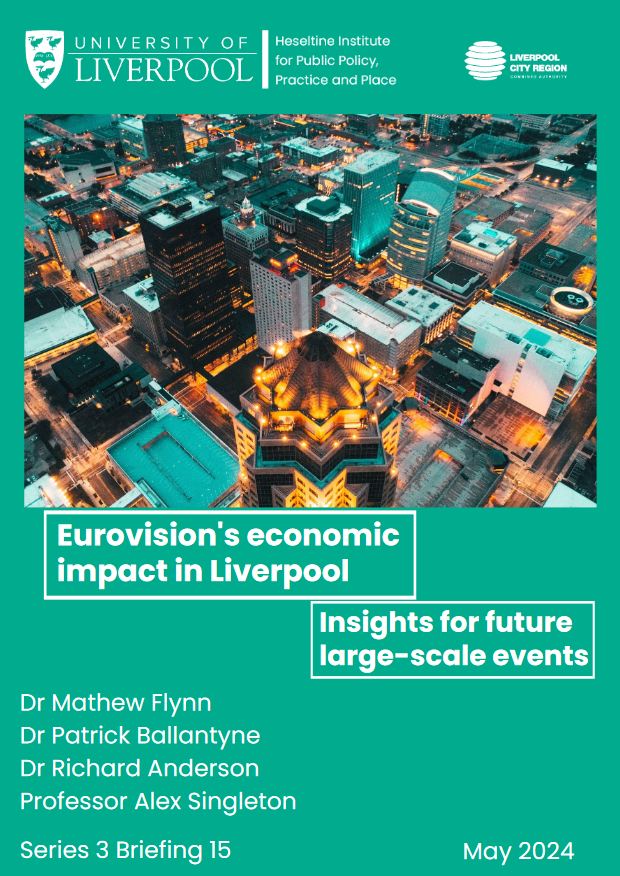 UNIVERSITY OF
LIVERPOOL
Heseltine Institute
for Public Policy,
Practice and Place
LIVERPOOL
CITY REGION
COMBINED AUTHORITY
Eurovision's economic
impact in Liverpool
Insights for future
large-scale events
Dr Mathew Flynn
Dr Patrick Ballantyne
Dr Richard Anderson
Professor Alex Singleton
Series 3 Briefing 15
May 2024